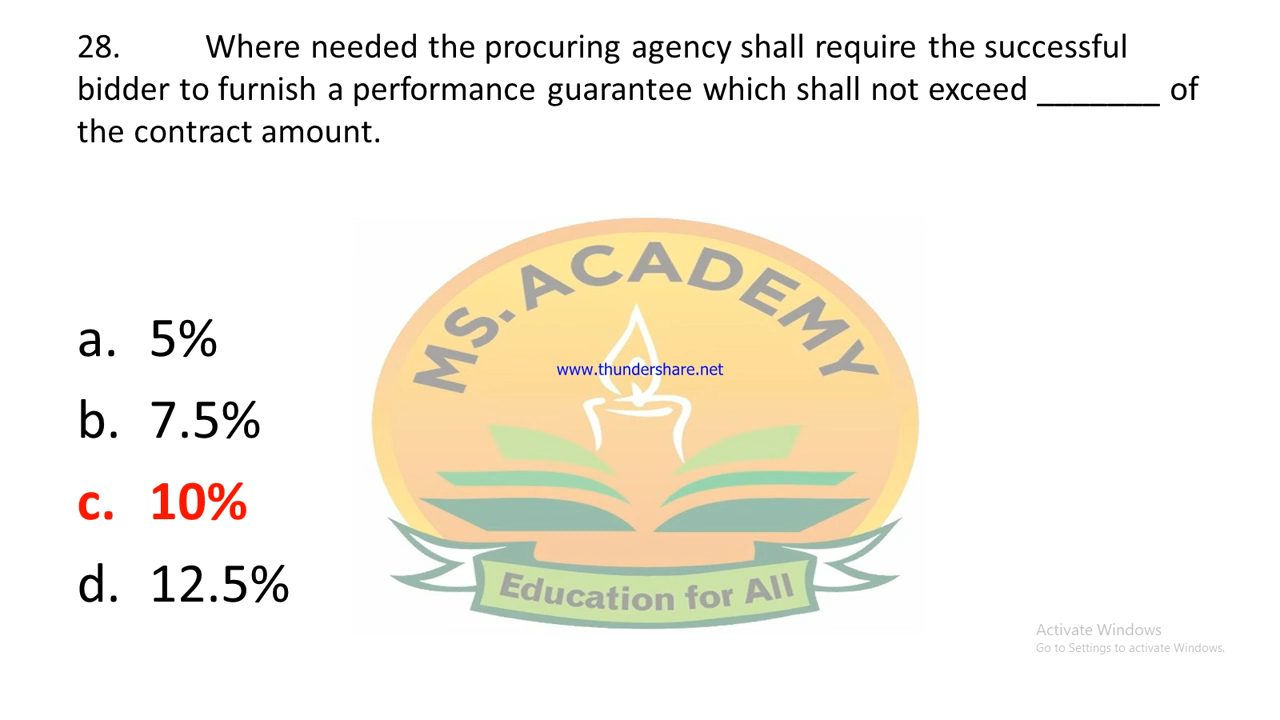 28. Where needed the procuring agency shall require the successful
bidder to furnish a performance guarantee which shall not exceed _______ of
the contract amount.
MS. ACADEMY
www.thundershare.net
a. 5%
b. 7.5%
c. 10%
d. 12.5%
Education for All
Activate Windows
Go to Settings to activate Windows.